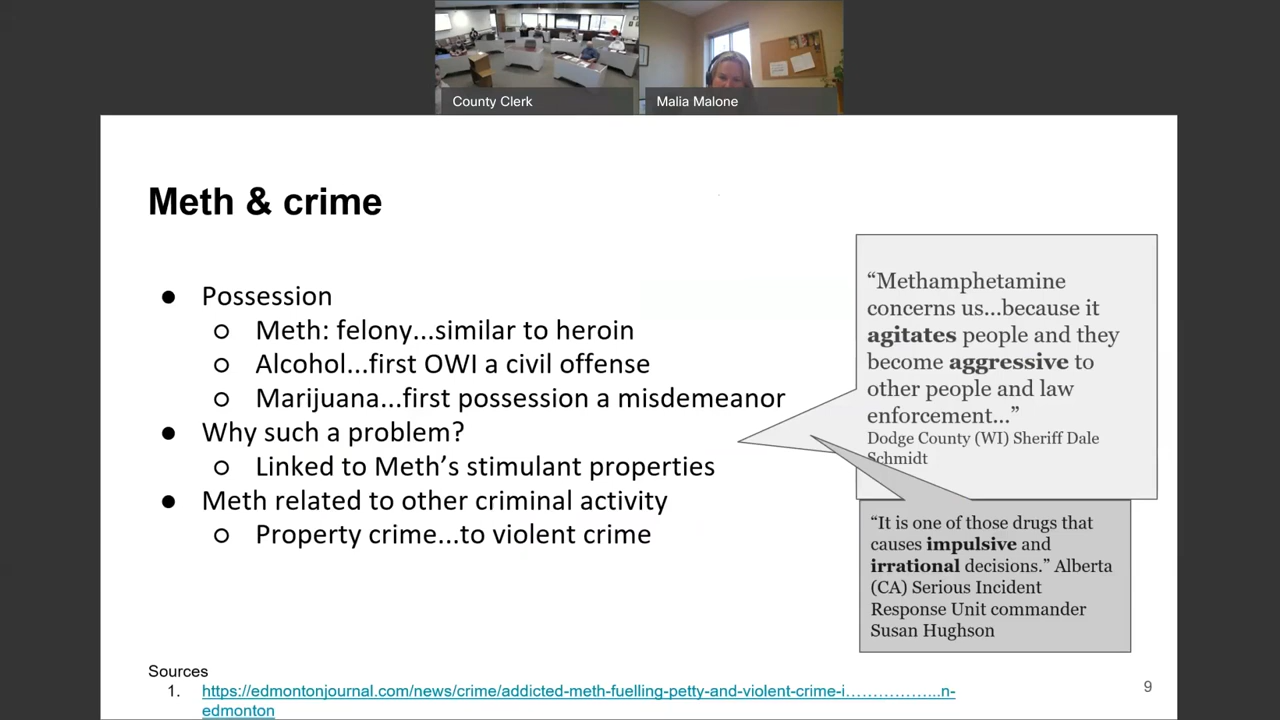 County Clerk
Malia Malone
Meth & crime
● Possession
○ Meth: felony...similar to heroin
○ Alcohol...first OWI a civil offense
○ Marijuana...first possession a misdemeanor
● Why such a problem?
○ Linked to Meth's stimulant properties
● Meth related to other criminal activity
○ Property crime...to violent crime
“Methamphetamine
concerns us...because it
agitates people and they
become aggressive to
other people and law
enforcement...”
Dodge County (WI) Sheriff Dale
Schmidt
“It is one of those drugs that
causes impulsive and
irrational decisions.” Alberta
(CA) Serious Incident
Response Unit commander
Susan Hughson
Sources
1. https://edmontonjournal.com/news/crime/addicted-meth-fuelling-petty-and-violent-crime-i……………...n-
edmonton
9